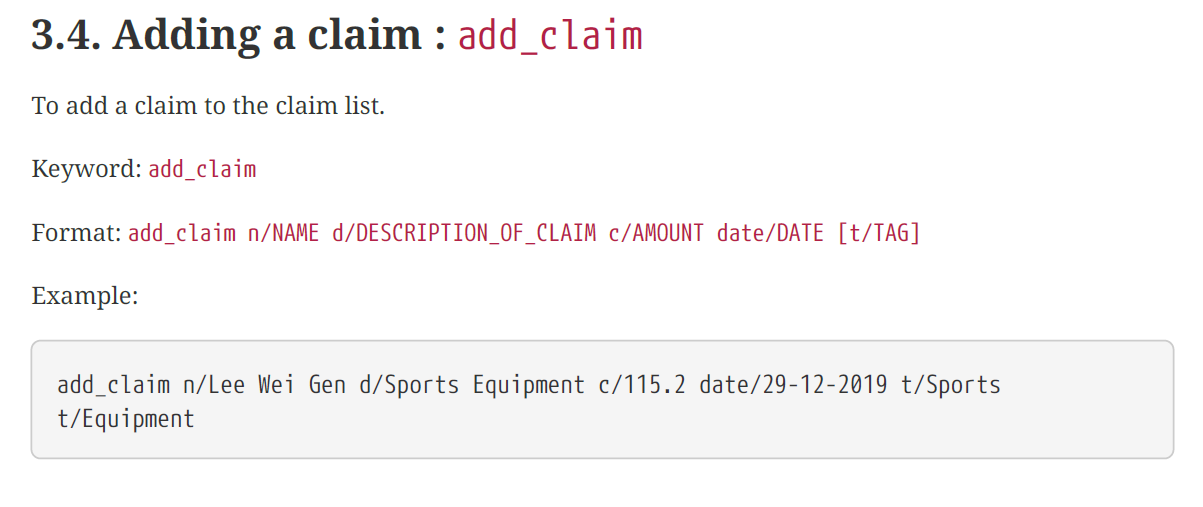 3.4. Adding a claim : add_claim
To add a claim to the claim list.
Keyword: add_claim
Format: add_claim n/NAME d/DESCRIPTION_OF_CLAIM c/AMOUNT date/DATE [t/TAG]
Example:
add_claim n/Lee Wei Gen d/Sports Equipment c/115.2 date/29-12-2019 t/Sports
t/Equipment